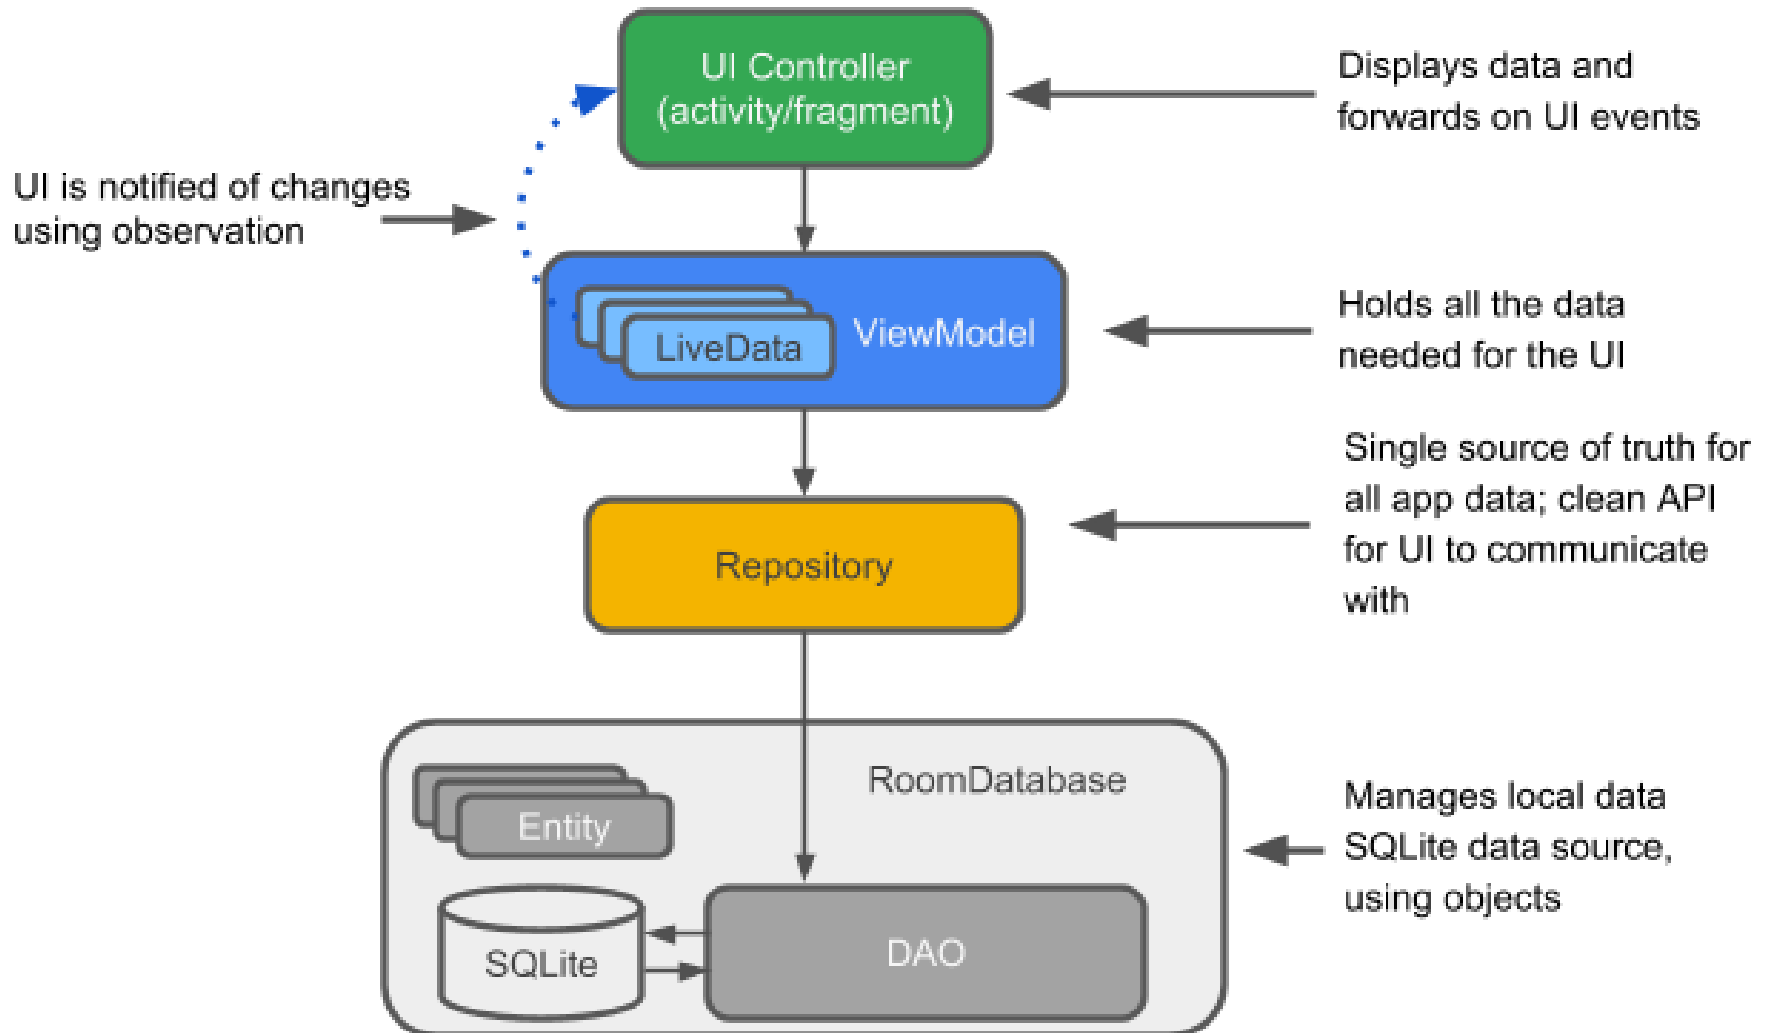 UI Controller
(activity/fragment)
Displays data and
forwards on UI events
UI is notified of changes
using observation
LiveData
ViewModel
Holds all the data
needed for the UI
Repository
Single source of truth for
all app data; clean API
for UI to communicate
with
RoomDatabase
Entity
SQLite
DAO
Manages local data
SQLite data source,
using objects